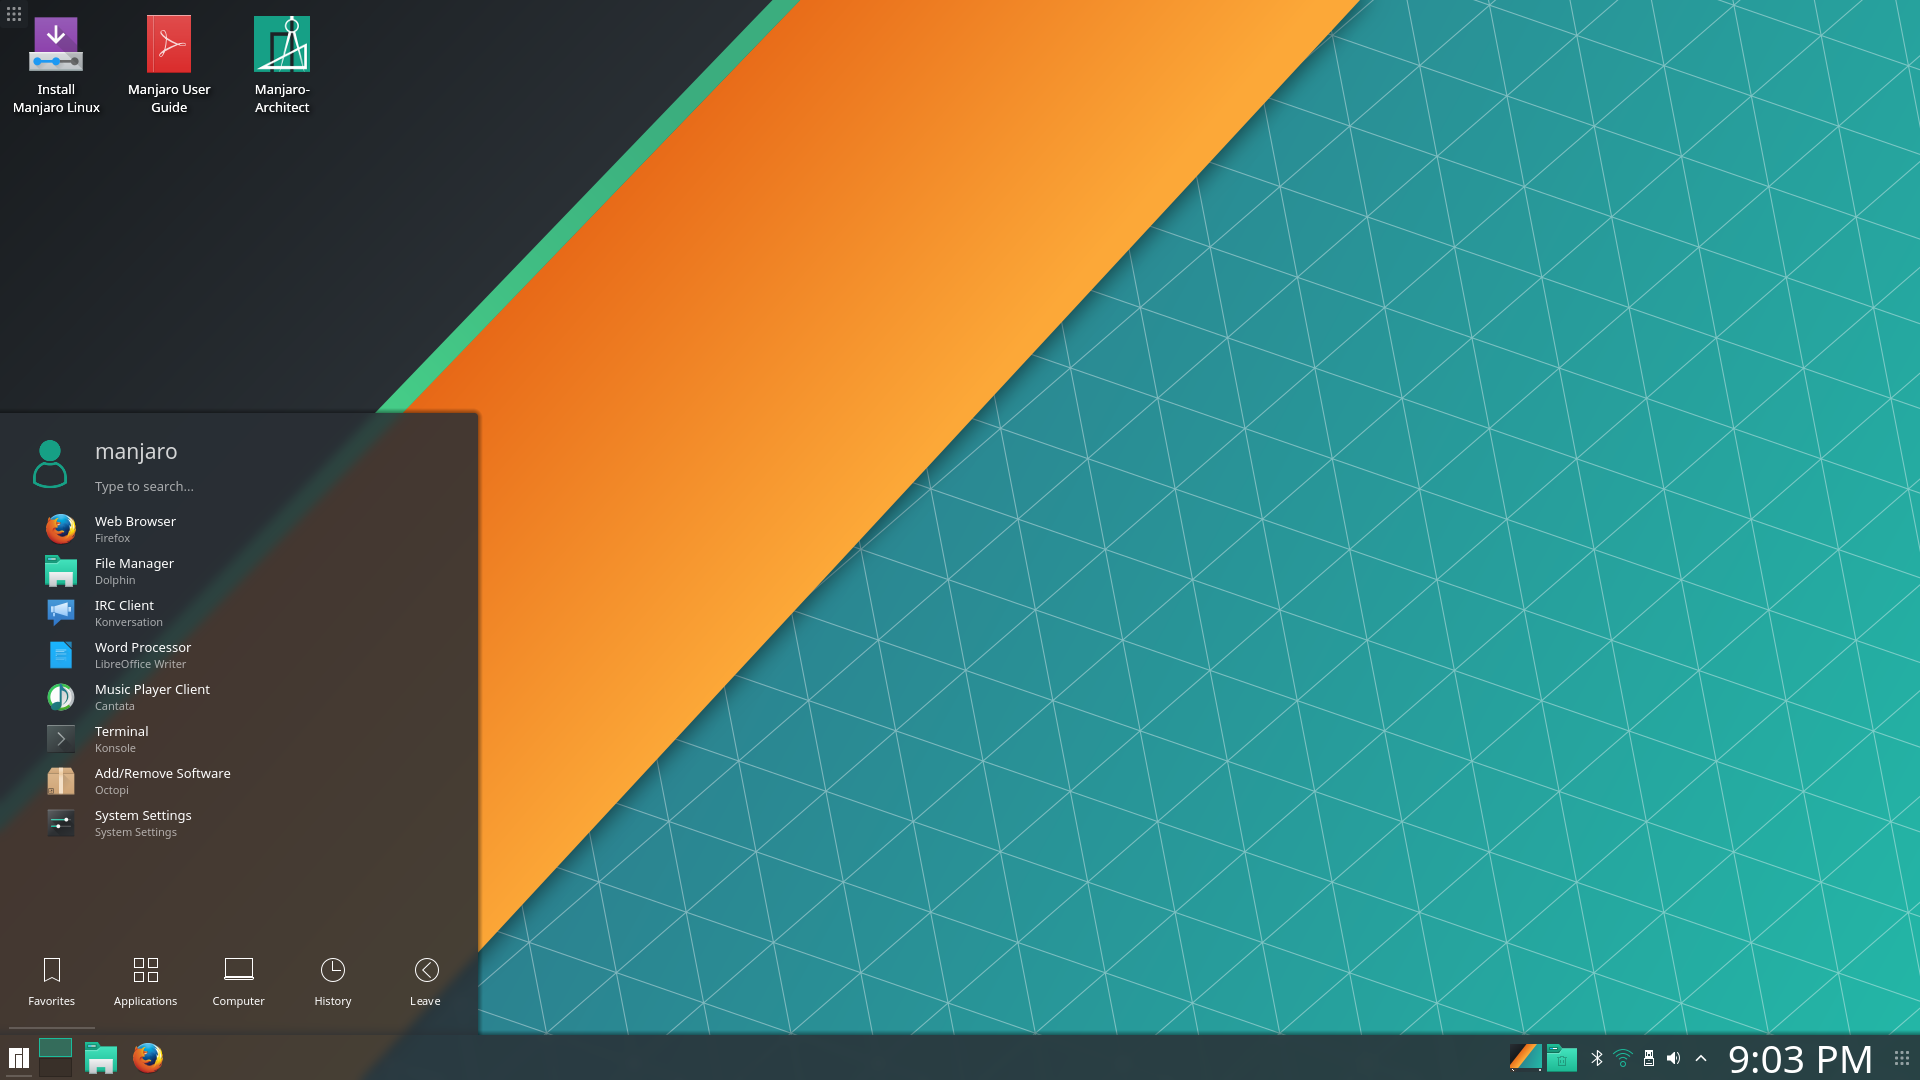 Install
Manjaro Linux
Manjaro User
Guide
Manjaro-
Architect
manjaro
Type to search...
Web Browser
Firefox
File Manager
Dolphin
IRC Client
Konversation
Word Processor
LibreOffice Writer
Music Player Client
Cantata
Terminal
Konsole
Add/Remove Software
Octopi
System Settings
System Settings
Favorites
Applications
Computer
History
Leave
9:03 PM